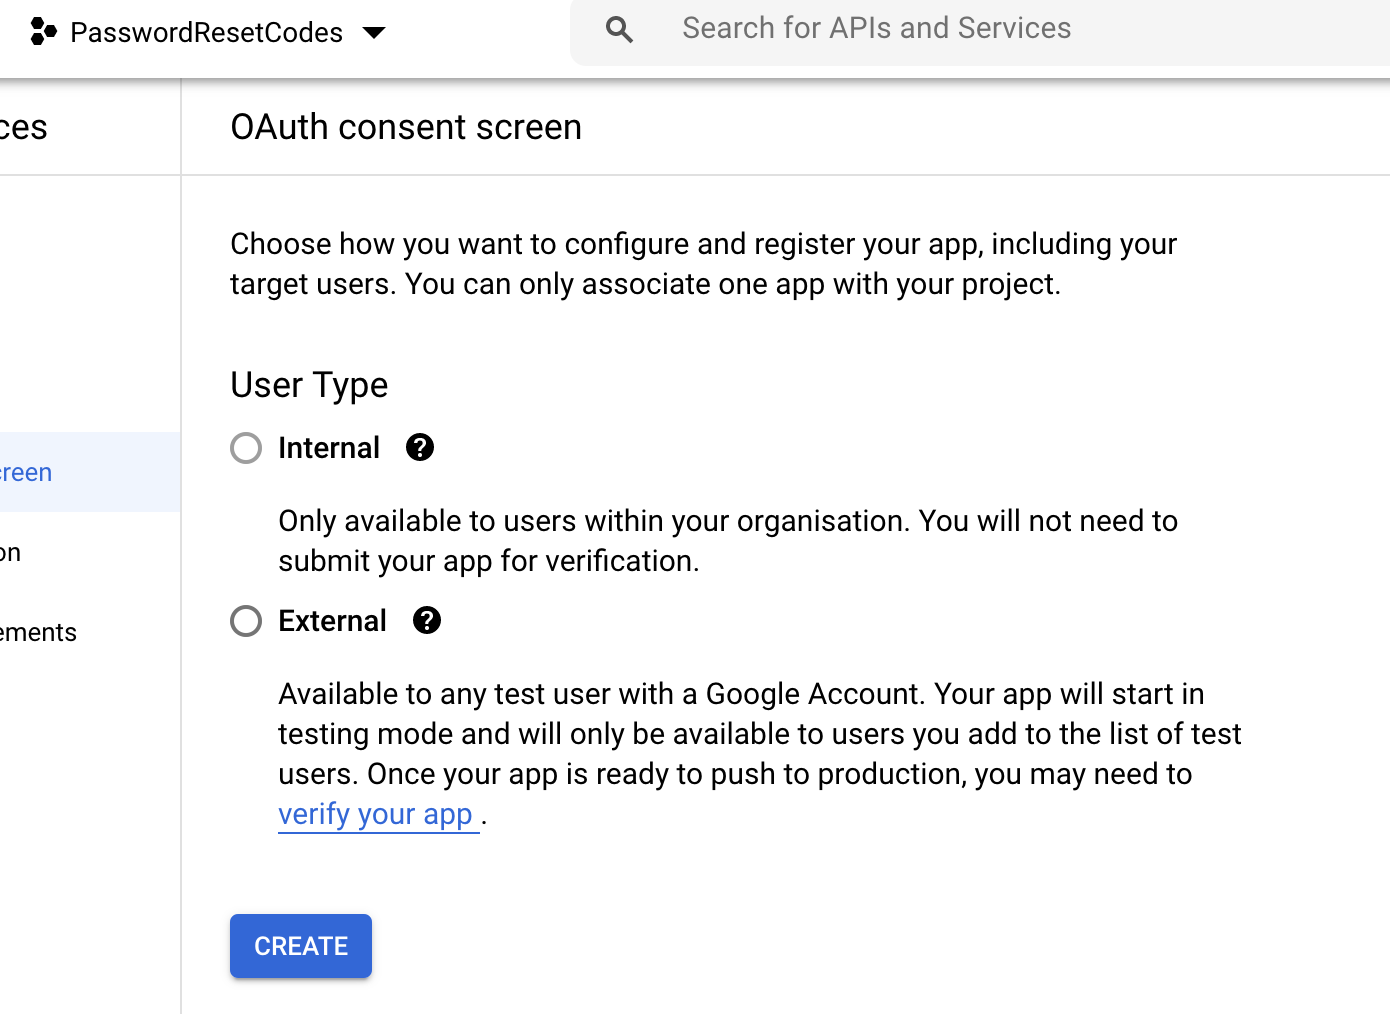 PasswordResetCodes
Search for APIs and Services
ces
OAuth consent screen
Choose how you want to configure and register your app, including your
target users. You can only associate one app with your project.
User Type
Internal
Only available to users within your organisation. You will not need to
submit your app for verification.
External
Available to any test user with a Google Account. Your app will start in
testing mode and will only be available to users you add to the list of test
users. Once your app is ready to push to production, you may need to
verify your app .
CREATE
creen
on
ements